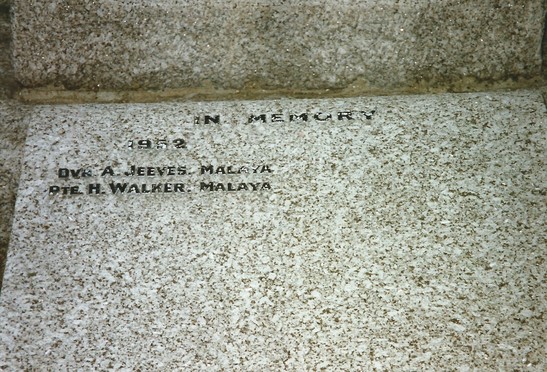 IN MEMORY
1952
DVR. A. JEEVES. MALAYA
PTE. H. WALKER. MALAYA